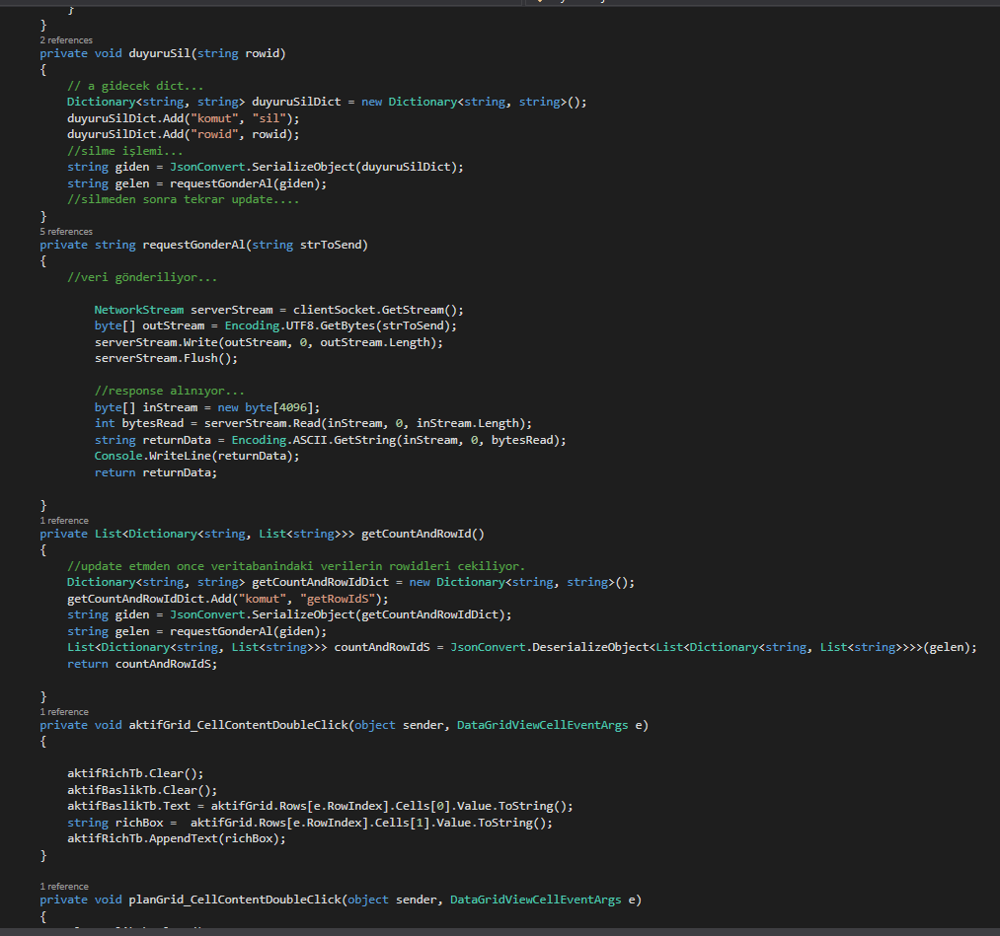 }
}
2 references
private void duyuruSil(string rowid)
{
// a gidecek dict...
Dictionary<string, string> duyuruSilDict = new Dictionary<string, string>();
duyuruSilDict.Add("komut", "sil");
duyuruSilDict.Add("rowid", rowid);
//silme işlemi...
string giden = JsonConvert.SerializeObject(duyuruSilDict);
string gelen = requestGonderAl(giden);
//silmeden sonra tekrar update....
}
5 references
private string requestGonderAl(string strToSend)
{
//veri gönderiliyor...
NetworkStream serverStream = clientSocket.GetStream();
byte[] outStream = Encoding.UTF8.GetBytes(strToSend);
serverStream.Write(outStream, 0, outStream.Length);
serverStream.Flush();
//response alınıyor...
byte[] inStream = new byte[4096];
int bytesRead = serverStream.Read(inStream, 0, inStream.Length);
string returnData = Encoding.ASCII.GetString(inStream, 0, bytesRead);
Console.WriteLine(returnData);
return returnData;
}
1 reference
private List<Dictionary<string, List<string>>> getCountAndRowId()
{
//update etmden once veritabanindaki verilerin rowidleri cekiliyor.
Dictionary<string, string> getCountAndRowIdDict = new Dictionary<string, string>();
getCountAndRowIdDict.Add("komut", "getRowIdS");
string giden = JsonConvert.SerializeObject(getCountAndRowIdDict);
string gelen = requestGonderAl(giden);
List<Dictionary<string, List<string>>> countAndRowIdS = JsonConvert.DeserializeObject<List<Dictionary<string, List<string>>>>(gelen);
return countAndRowIdS;
}
1 reference
private void aktifGrid_CellContentDoubleClick(object sender, DataGridViewCellEventArgs e)
{
aktifRichTb.Clear();
aktifBaslikTb.Clear();
aktifBaslikTb.Text = aktifGrid.Rows[e.RowIndex].Cells[0].Value.ToString();
string richBox =  aktifGrid.Rows[e.RowIndex].Cells[1].Value.ToString();
aktifRichTb.AppendText(richBox);
}
1 reference
private void planGrid_CellContentDoubleClick(object sender, DataGridViewCellEventArgs e)
{